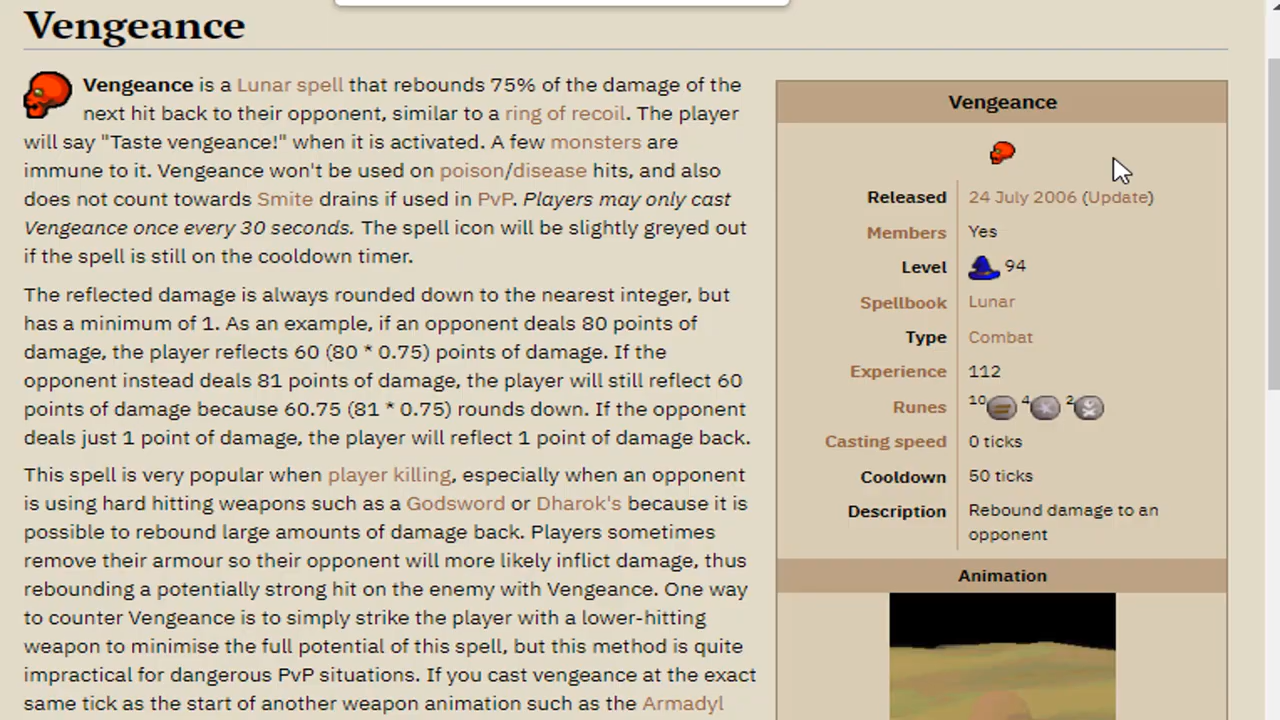 Vengeance
Vengeance is a Lunar spell that rebounds 75% of the damage of the
next hit back to their opponent, similar to a ring of recoil. The player
will say "Taste vengeance!" when it is activated. A few monsters are
immune to it. Vengeance won't be used on poison/disease hits, and also
does not count towards Smite drains if used in PvP. Players may only cast
Vengeance once every 30 seconds. The spell icon will be slightly greyed out
if the spell is still on the cooldown timer.
The reflected damage is always rounded down to the nearest integer, but
has a minimum of 1. As an example, if an opponent deals 80 points of
damage, the player reflects 60 (80 * 0.75) points of damage. If the
opponent instead deals 81 points of damage, the player will still reflect 60
points of damage because 60.75 (81 * 0.75) rounds down. If the opponent
deals just 1 point of damage, the player will reflect 1 point of damage back.
This spell is very popular when player killing, especially when an opponent
is using hard hitting weapons such as a Godsword or Dharok's because it is
possible to rebound large amounts of damage back. Players sometimes
remove their armour so their opponent will more likely inflict damage, thus
rebounding a potentially strong hit on the enemy with Vengeance. One way
to counter Vengeance is to simply strike the player with a lower-hitting
weapon to minimise the full potential of this spell, but this method is quite
impractical for dangerous PvP situations. If you cast vengeance at the exact
same tick as the start of another weapon animation such as the Armadyl
Vengeance
Released 24 July 2006 (Update)
Members Yes
Level 94
Spellbook Lunar
Type Combat
Experience 112
Runes 10 4 2
Casting speed 0 ticks
Cooldown 50 ticks
Description Rebound damage to an
opponent
Animation